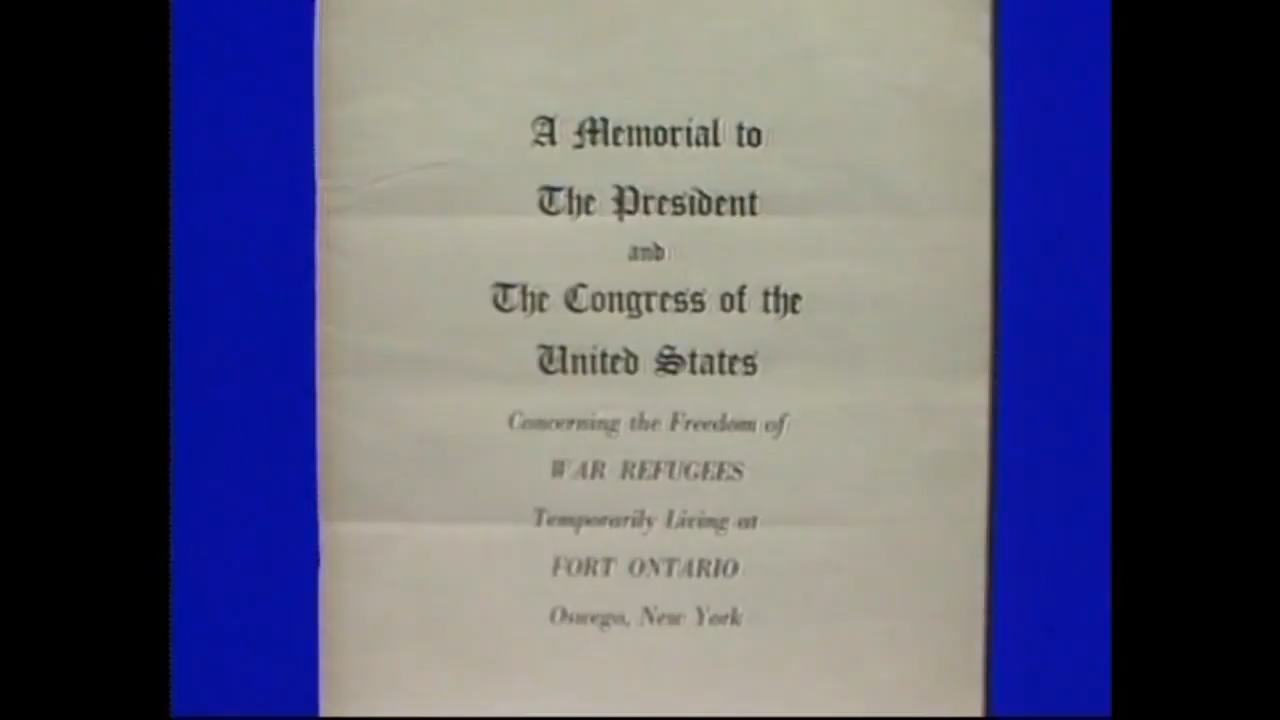 A Memorial to
The President
and
The Congress of the
United States
Concerning the Freedom of
WAR REFUGEES
Temporarily Living at
FORT ONTARIO
Oswego, New York